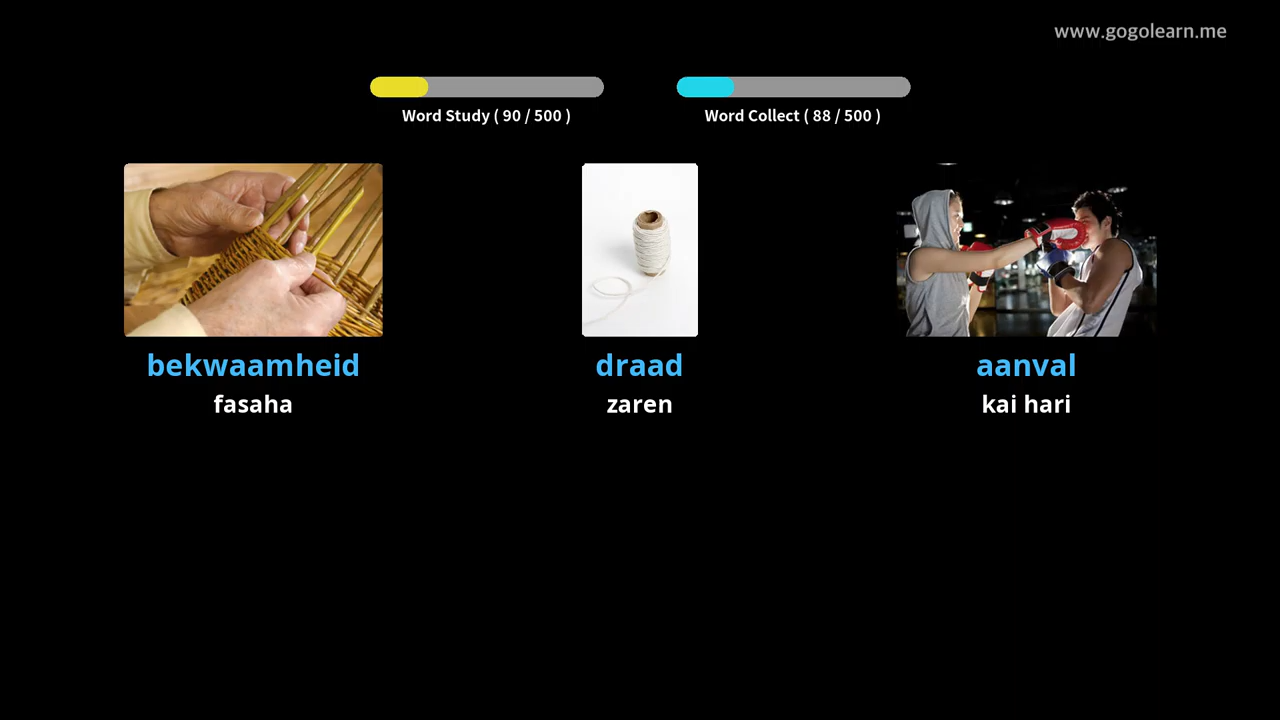 www.gogolearn.me
Word Study ( 90 / 500 )
Word Collect ( 88 / 500 )
bekwaamheid
draad
aanval
fasaha
zaren
kai hari